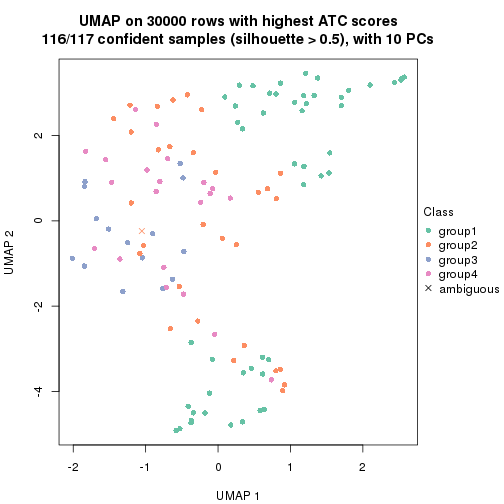 UMAP on 30000 rows with highest ATC scores
116/117 confident samples (silhouette > 0.5), with 10 PCs
UMAP 2
2
0
-2
-4
-2
-1
0
1
2
UMAP 1
Class
group1
group2
group3
group4
ambiguous